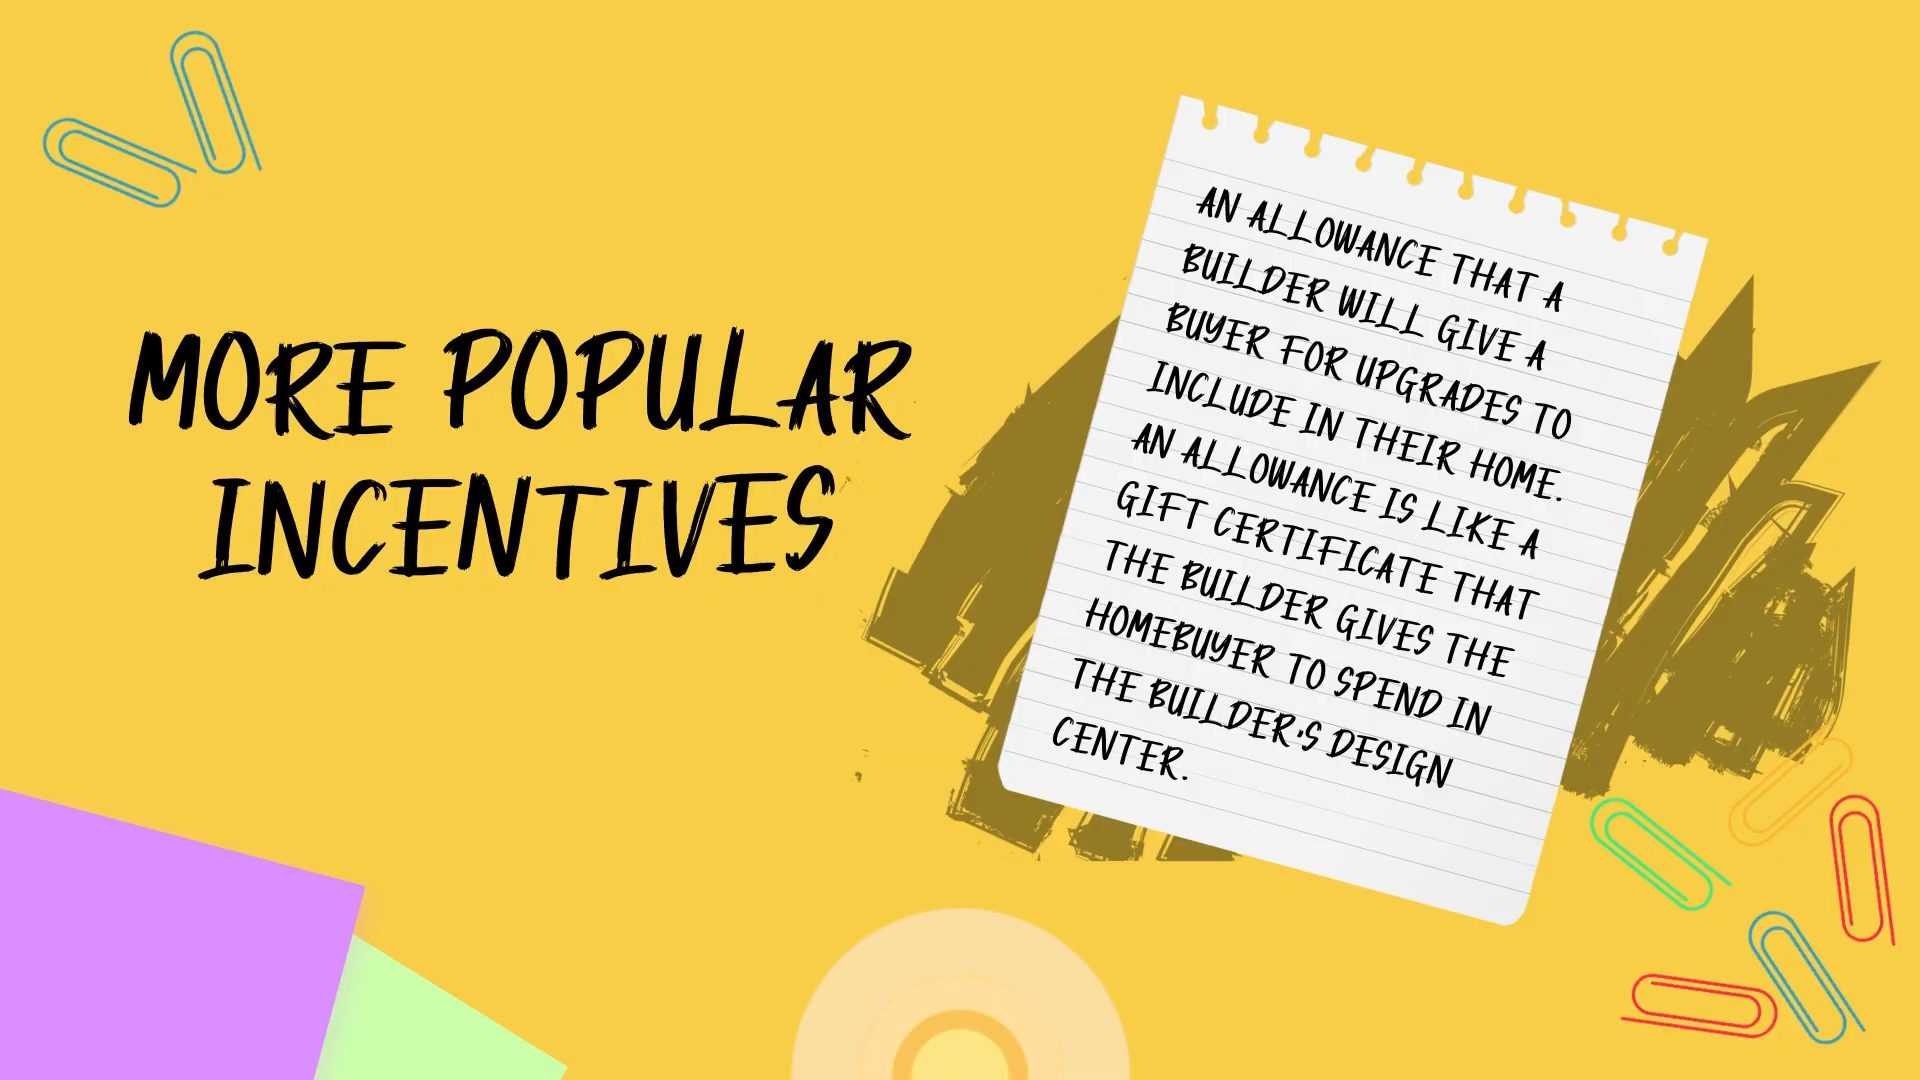 MORE POPULAR
INCENTIVES
AN ALLOWANCE THAT A
BUILDER WILL GIVE A
BUYER FOR UPGRADES TO
INCLUDE IN THEIR HOME.
AN ALLOWANCE IS LIKE A
GIFT CERTIFICATE THAT
THE BUILDER GIVES THE
HOMEBUYER TO SPEND IN
THE BUILDER'S DESIGN
CENTER.